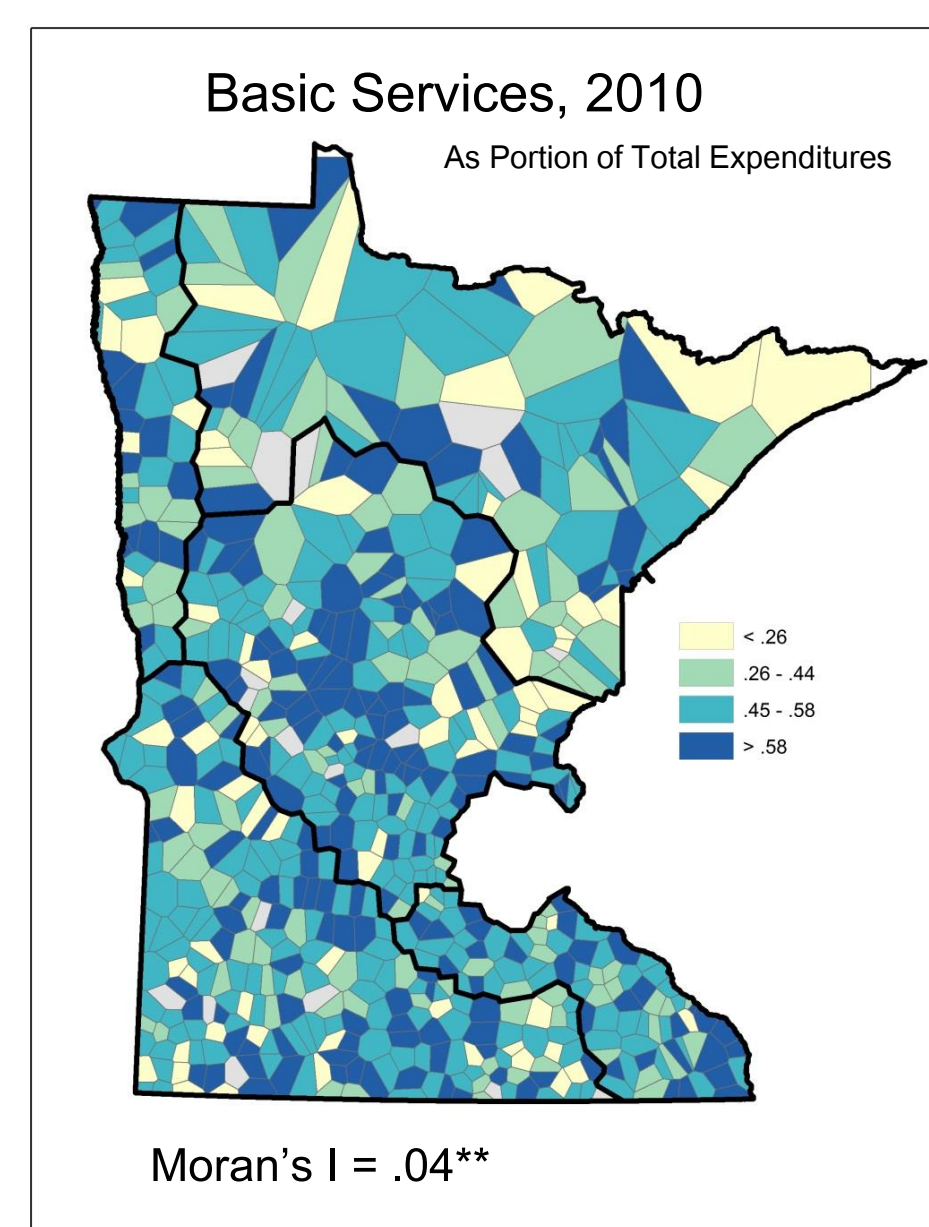 Basic Services, 2010
As Portion of Total Expenditures
< .26
.26 - .44
.45 - .58
> .58
Moran’s I = .04**